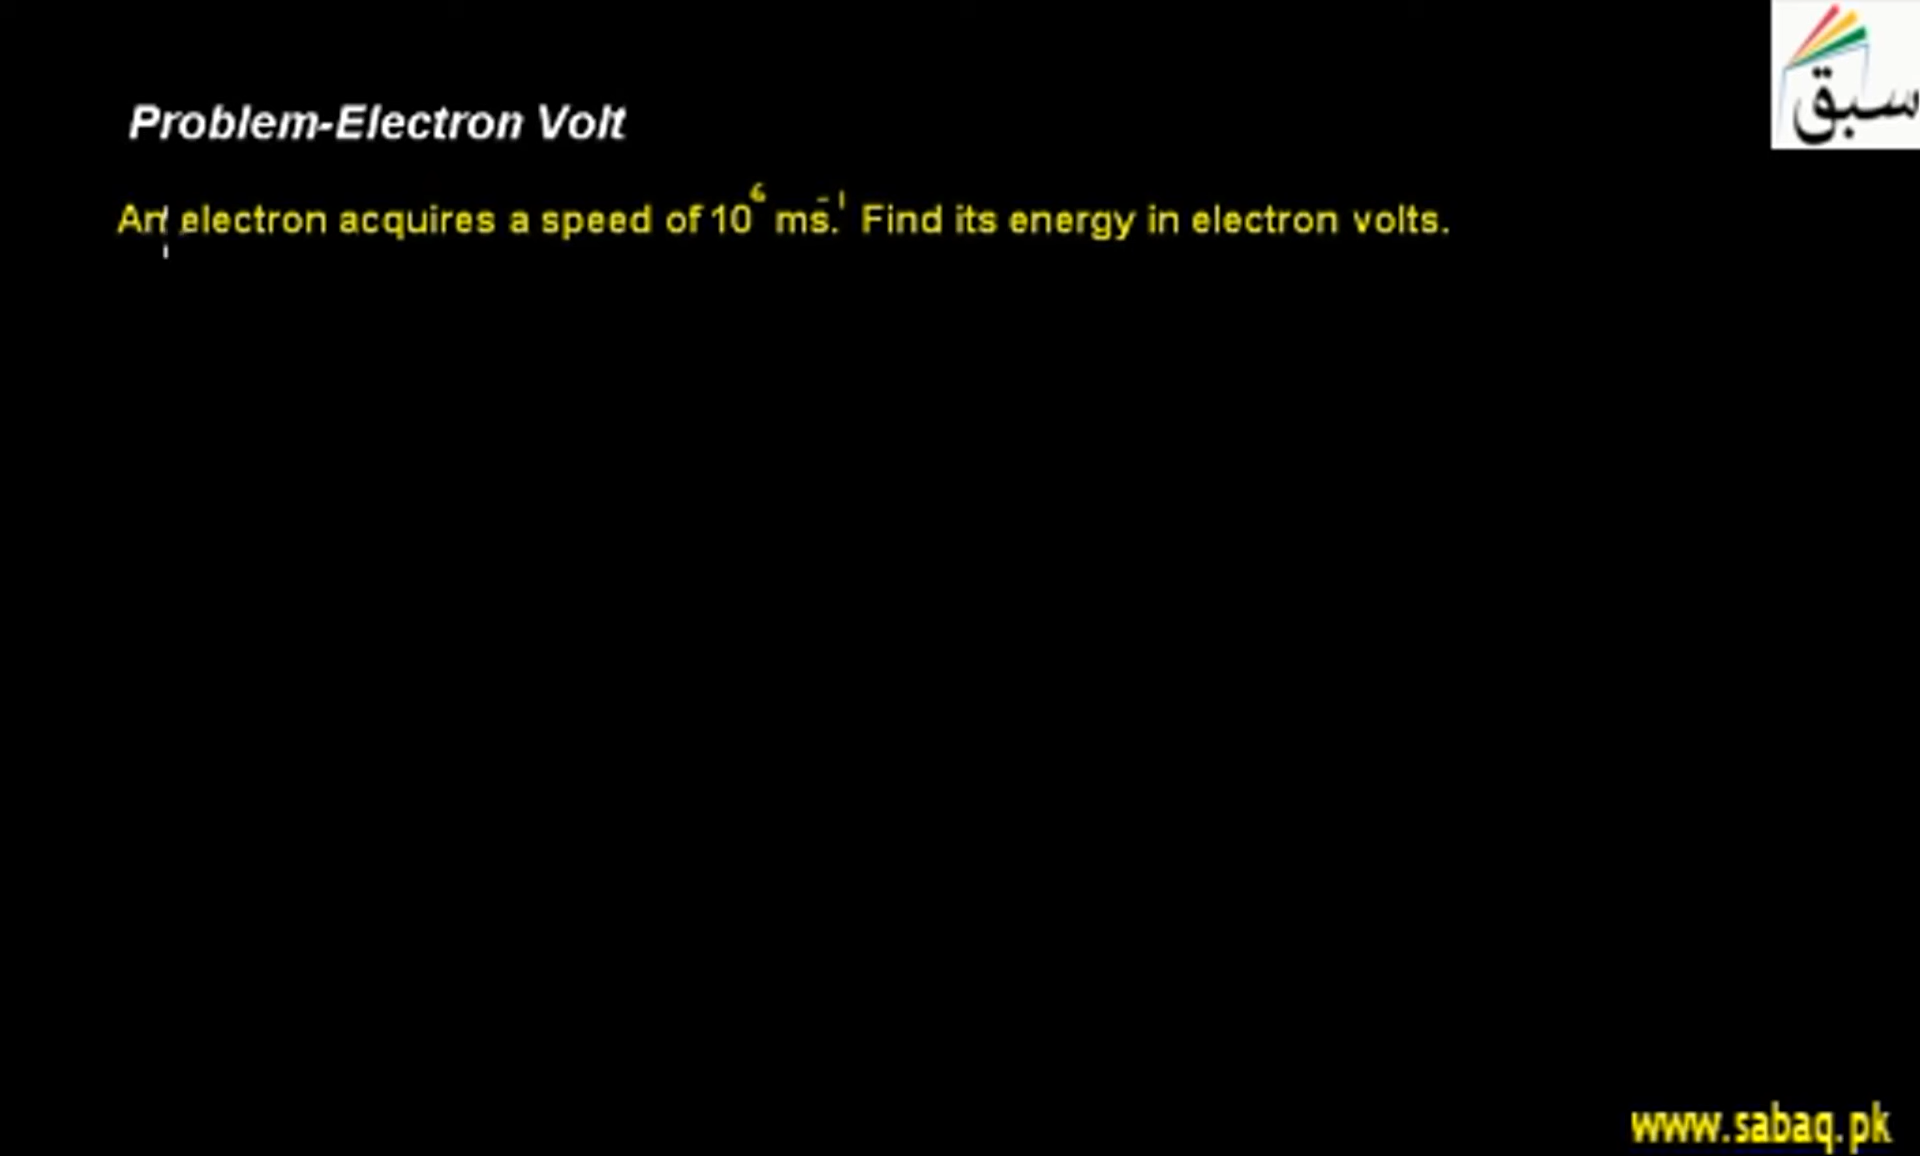 سبق
Problem-Electron Volt
An electron acquires a speed of 10⁶ ms⁻¹. Find its energy in electron volts.
www.sabaq.pk